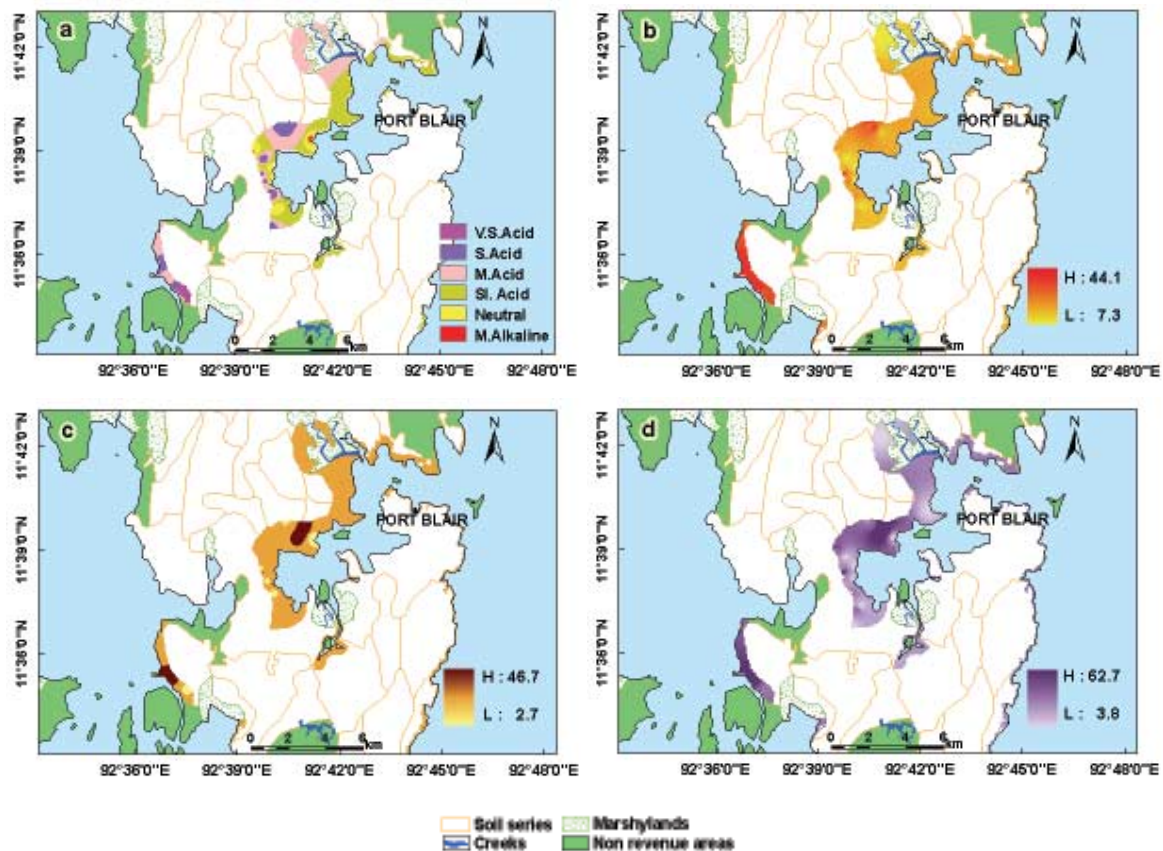 a
N
11°42'0"N
PORT BLAIR
11°39'0"N
11°36'0"N
V.S.Acid
S.Acid
M.Acid
Sl. Acid
Neutral
M.Alkaline
0 2 4 6
km
92°36'0"E 92°39'0"E 92°42'0"E 92°45'0"E 92°48'0"E
b
N
11°42'0"N
PORT BLAIR
11°39'0"N
11°36'0"N
H : 44.1
L : 7.3
0 2 4 6
km
92°36'0"E 92°39'0"E 92°42'0"E 92°45'0"E 92°48'0"E
c
N
11°42'0"N
PORT BLAIR
11°39'0"N
11°36'0"N
H : 46.7
L : 2.7
0 2 4 6
km
92°36'0"E 92°39'0"E 92°42'0"E 92°45'0"E 92°48'0"E
d
N
11°42'0"N
PORT BLAIR
11°39'0"N
11°36'0"N
H : 62.7
L : 3.8
0 2 4 6
km
92°36'0"E 92°39'0"E 92°42'0"E 92°45'0"E 92°48'0"E
Soil series Marshylands
Creeks Non revenue areas